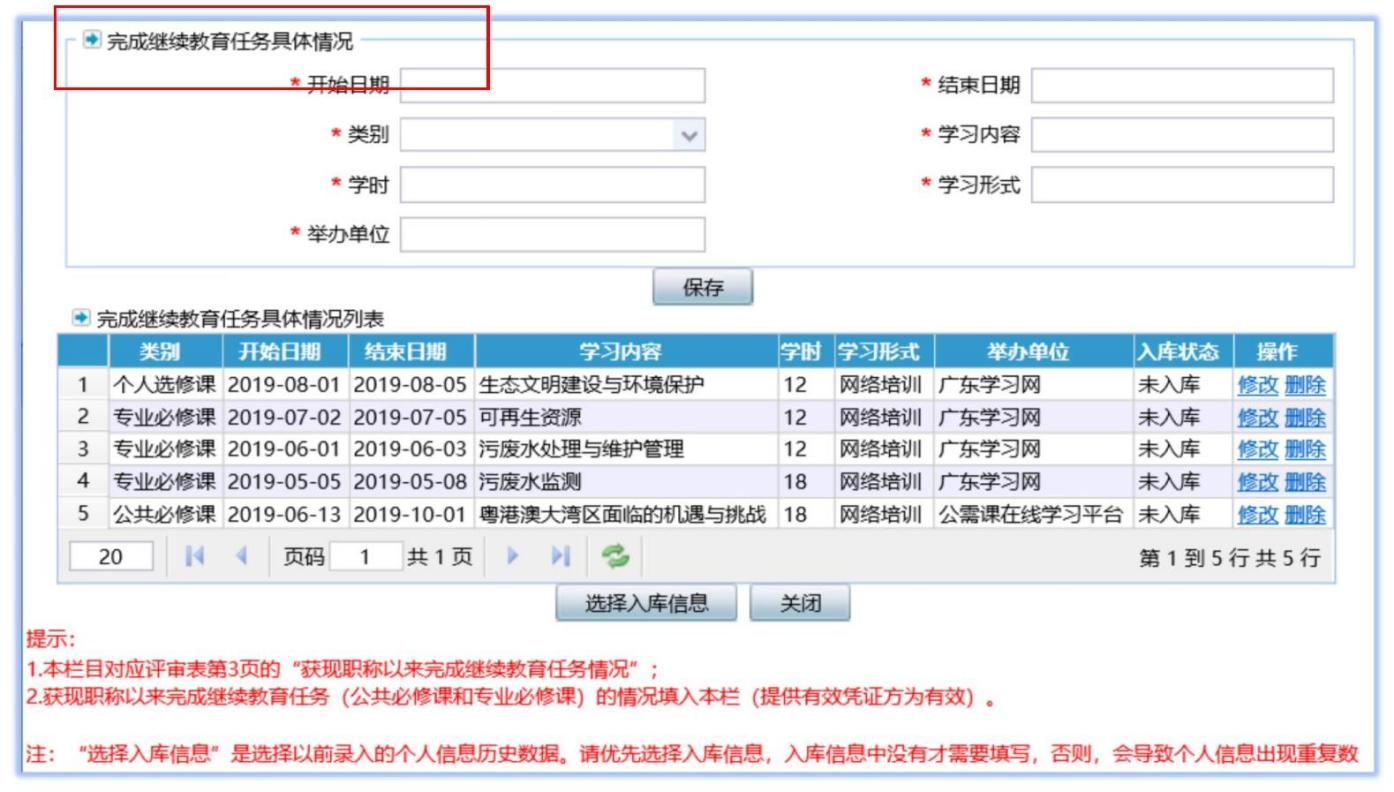 完成继续教育任务具体情况
* 开始日期
* 结束日期
* 类别
* 学习内容
* 学时
* 学习形式
* 举办单位
保存
完成继续教育任务具体情况列表
类别 开始日期 结束日期 学习内容 学时 学习形式 举办单位 入库状态 操作
1 个人选修课 2019-08-01 2019-08-05 生态文明建设与环境保护 12 网络培训 广东学习网 未入库 修改 删除
2 专业必修课 2019-07-02 2019-07-05 可再生资源 12 网络培训 广东学习网 未入库 修改 删除
3 专业必修课 2019-06-01 2019-06-03 污废水处理与维护管理 12 网络培训 广东学习网 未入库 修改 删除
4 专业必修课 2019-05-05 2019-05-08 污废水监测 18 网络培训 广东学习网 未入库 修改 删除
5 公共必修课 2019-06-13 2019-10-01 粤港澳大湾区面临的机遇与挑战 18 网络培训 公需课在线学习平台 未入库 修改 删除
20 页码 1 共 1 页 第 1 到 5 行 共 5 行
选择入库信息 关闭
提示：
1.本栏目对应评审表第3页的“获现职称以来完成继续教育任务情况”；
2.获现职称以来完成继续教育任务（公共必修课和专业必修课）的情况填入本栏（提供有效凭证方为有效）。
注：“选择入库信息”是选择以前录入的个人信息历史数据。请优先选择入库信息，入库信息中没有才需要填写，否则，会导致个人信息出现重复数